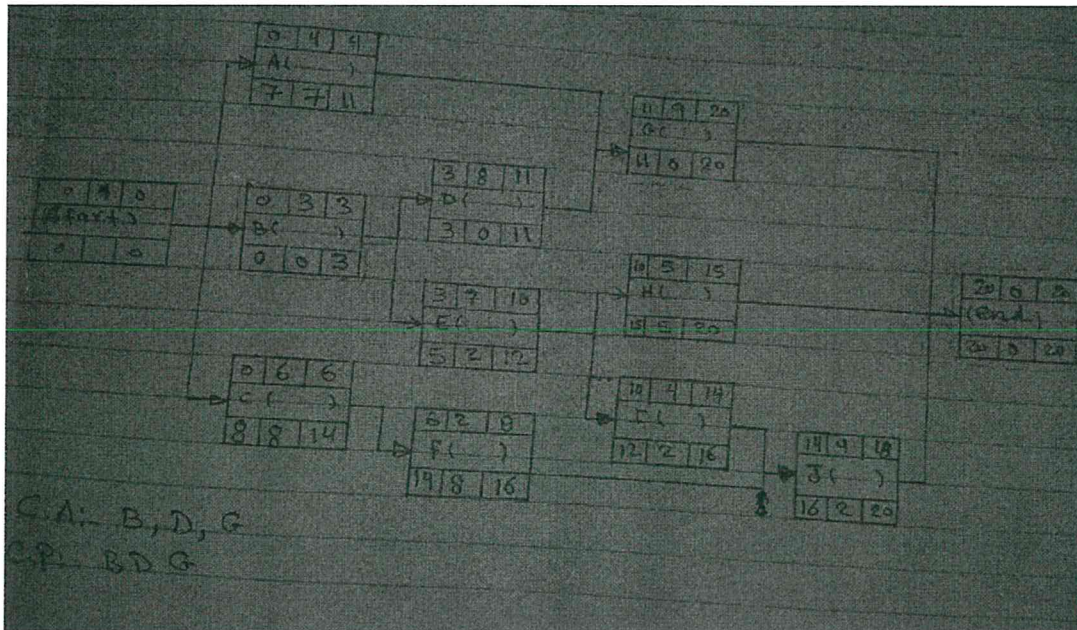 0 4 4
A( )
7 7 11
11 9 20
G( )
11 0 20
3 8 11
D( )
3 0 11
0 0
(Start)
0 0
0 3 3
B( )
0 0 3
10 5 15
H( )
15 5 20
20 0 20
(end)
20 0 20
3 7 10
E( )
5 2 12
0 6 6
C( )
8 8 14
10 4 14
I( )
12 2 16
6 2 8
F( )
14 8 16
14 4 18
J( )
16 2 20
C.A:- B, D, G
C.P:- B D G